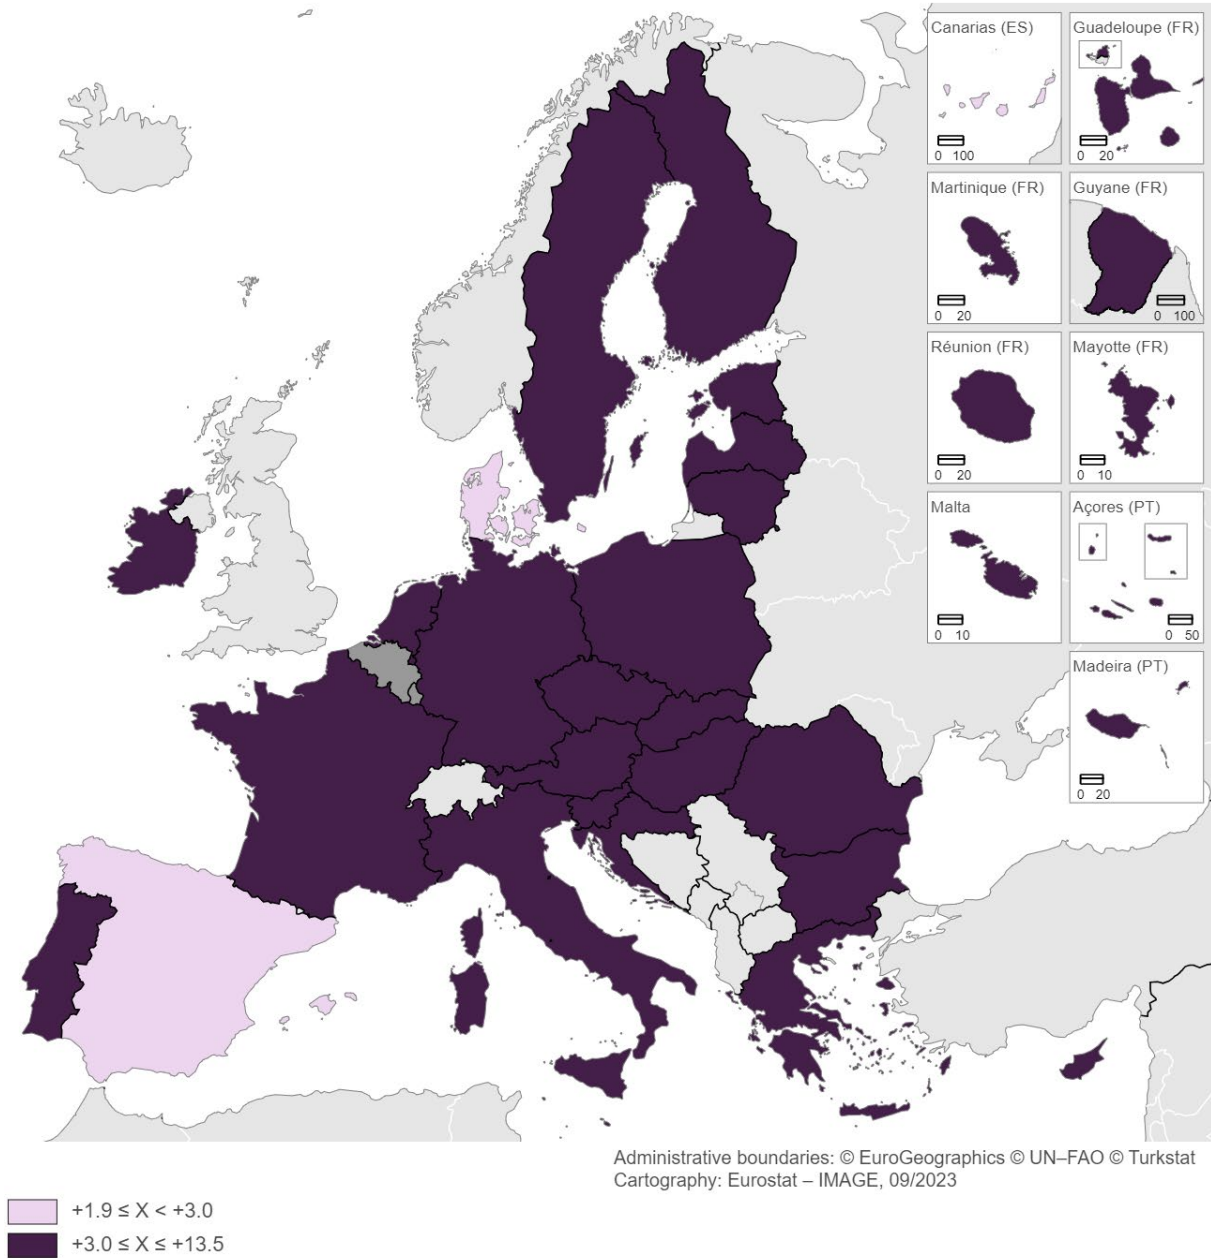 Canarias (ES)
0 100
Guadeloupe (FR)
0 20
Martinique (FR)
0 20
Guyane (FR)
0 100
Réunion (FR)
0 20
Mayotte (FR)
0 10
Malta
0 10
Açores (PT)
0 50
Madeira (PT)
0 20
Administrative boundaries: © EuroGeographics © UN–FAO © Turkstat
Cartography: Eurostat – IMAGE, 09/2023
+1.9 ≤ X < +3.0
+3.0 ≤ X ≤ +13.5